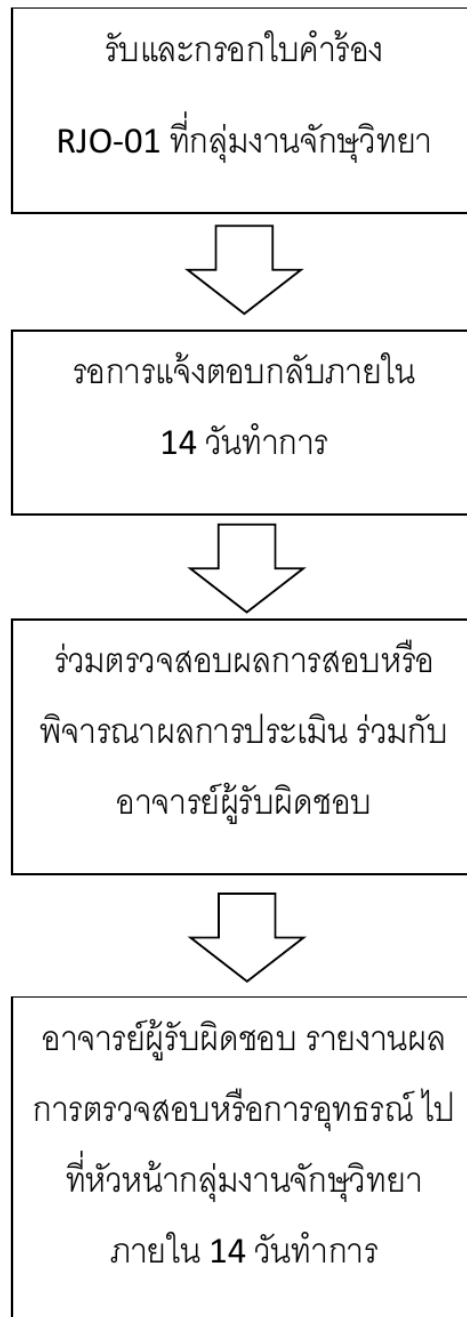 รับและกรอกใบคำร้อง
RJO-01 ที่กลุ่มงานจักษุวิทยา
รอการแจ้งตอบกลับภายใน
14 วันทำการ
ร่วมตรวจสอบผลการสอบหรือ
พิจารณาผลการประเมิน ร่วมกับ
อาจารย์ผู้รับผิดชอบ
อาจารย์ผู้รับผิดชอบ รายงานผล
การตรวจสอบหรือการอุทธรณ์ ไป
ที่หัวหน้ากลุ่มงานจักษุวิทยา
ภายใน 14 วันทำการ